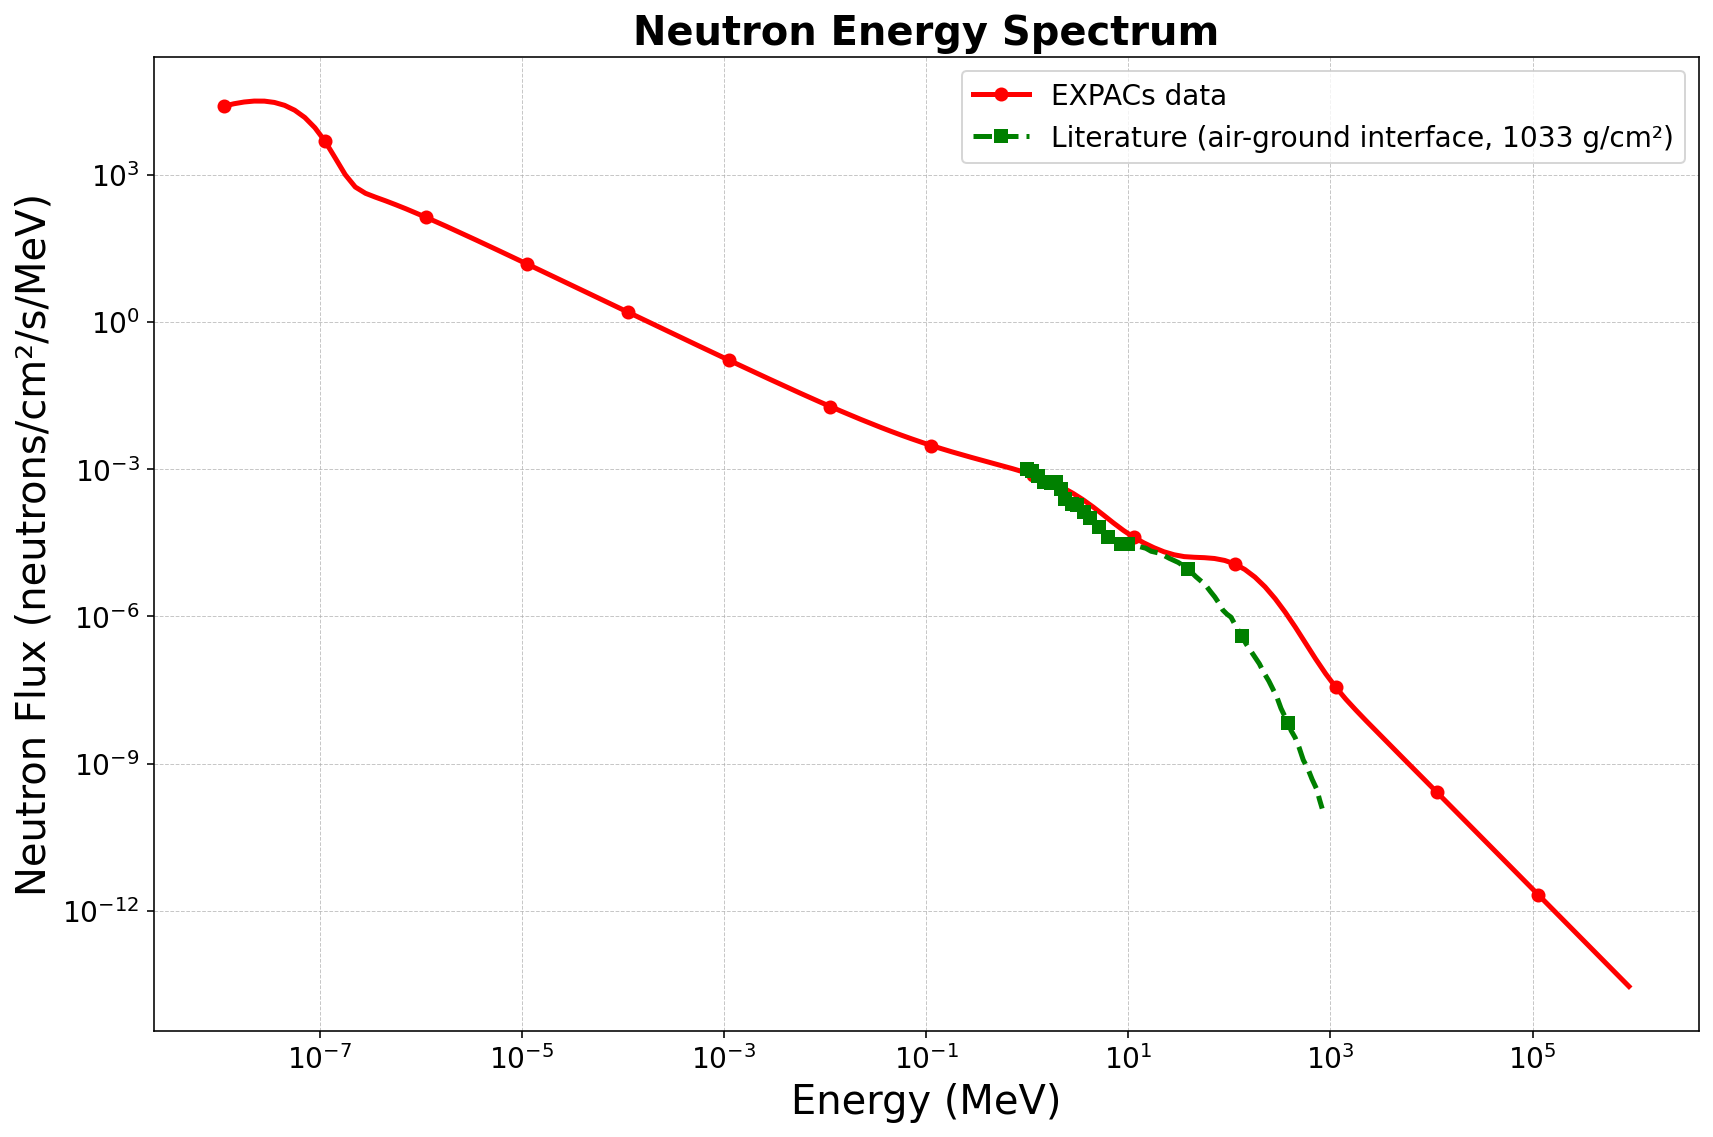 Neutron Energy Spectrum
EXPACs data
Literature (air-ground interface, 1033 g/cm²)
Neutron Flux (neutrons/cm²/s/MeV)
10³
10⁰
10⁻³
10⁻⁶
10⁻⁹
10⁻¹²
10⁻⁷ 10⁻⁵ 10⁻³ 10⁻¹ 10¹ 10³ 10⁵
Energy (MeV)